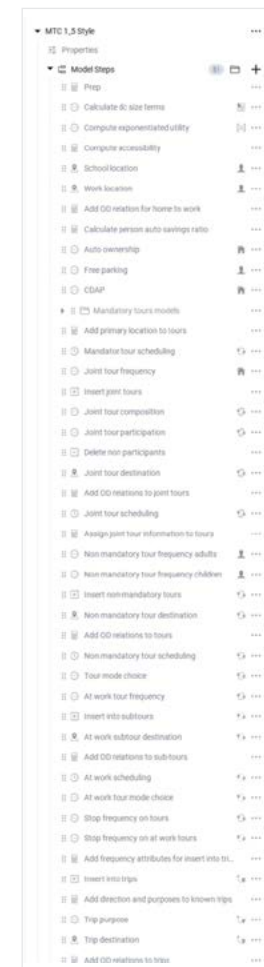 MTC 1,5 Style
Properties
Model Steps
Prep
Calculate dc size terms
Compute exponentiated utility
Compute accessibility
School location
Work location
Add OD relation for home to work
Calculate person auto savings ratio
Auto ownership
Free parking
CDAP
Mandatory tours models
Add primary location to tours
Mandatory tour scheduling
Joint tour frequency
Insert joint tours
Joint tour composition
Joint tour participation
Delete non participants
Joint tour destination
Add OD relations to joint tours
Joint tour scheduling
Assign joint tour information to tours
Non mandatory tour frequency adults
Non mandatory tour frequency children
Insert non-mandatory tours
Non mandatory tour destination
Add OD relations to tours
Non mandatory tour scheduling
Tour mode choice
At work tour frequency
Insert into subtours
At work subtour destination
Add OD relations to sub-tours
At work scheduling
At work tour mode choice
Stop frequency on tours
Stop frequency on at work tours
Add frequency attributes for insert into tri...
Insert into trips
Add direction and purposes to known trips
Trip purpose
Trip destination
Add OD relations to trips